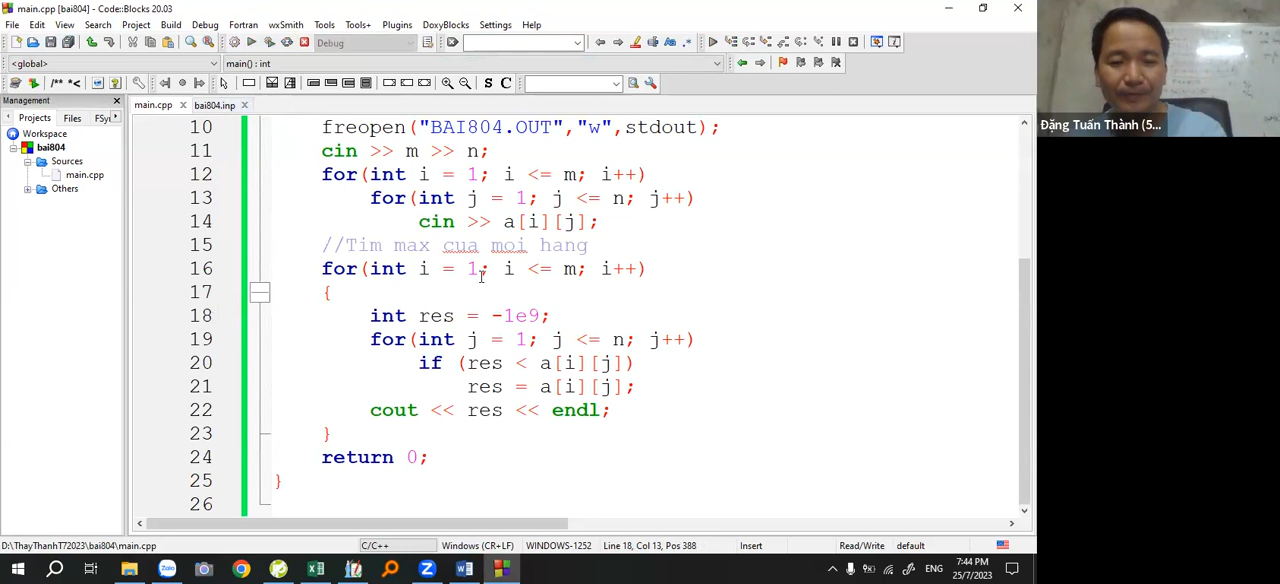 main.cpp [bai804] - Code::Blocks 20.03
File Edit View Search Project Build Debug Fortran wxSmith Tools Tools+ Plugins DoxyBlocks Settings Help
Debug
<global> main() : int
/** *< S C
Management
Projects Files FSy
Workspace
bai804
Sources
main.cpp
Others
main.cpp bai804.inp
10 freopen("BAI804.OUT","w",stdout);
11 cin >> m >> n;
12 for(int i = 1; i <= m; i++)
13 for(int j = 1; j <= n; j++)
14 cin >> a[i][j];
15 //Tim max cua moi hang
16 for(int i = 1; i <= m; i++)
17 {
18 int res = -1e9;
19 for(int j = 1; j <= n; j++)
20 if (res < a[i][j])
21 res = a[i][j];
22 cout << res << endl;
23 }
24 return 0;
25 }
26
D:\ThayThanhT72023\bai804\main.cpp C/C++ Windows (CR+LF) WINDOWS-1252 Line 18, Col 13, Pos 388 Insert Read/Write default
Zalo ENG 7:44 PM
25/7/2023
Đặng Tuấn Thành (5...